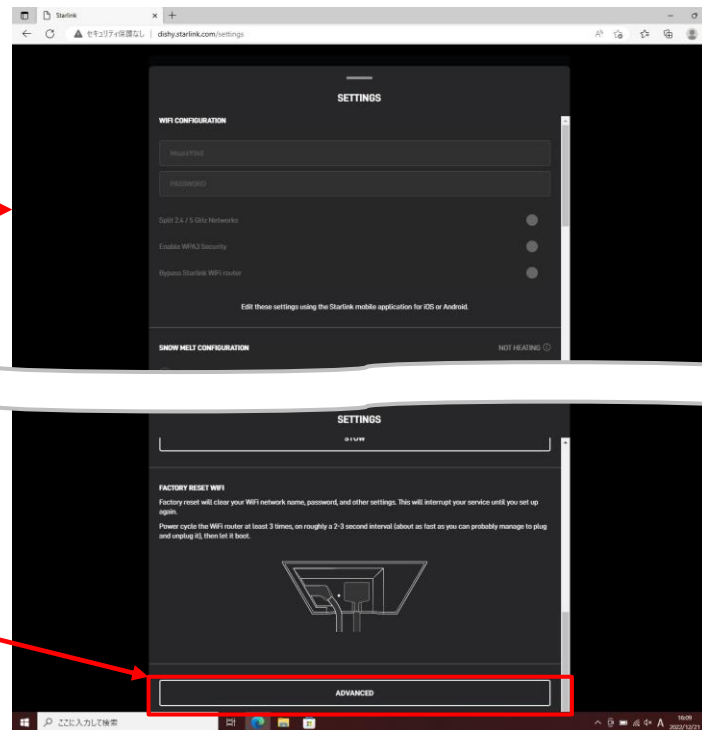 Starlink
セキュリティ保護なし dishy.starlink.com/settings
SETTINGS
WIFI CONFIGURATION
PASSWORD
Split 2.4 / 5 GHz Networks
Enable WPA3 Security
Bypass Starlink WiFi router
Edit these settings using the Starlink mobile application for iOS or Android.
SNOW MELT CONFIGURATION NOT HEATING
SETTINGS
STOW
FACTORY RESET WIFI
Factory reset will clear your WiFi network name, password, and other settings. This will interrupt your service until you set up
again.
Power cycle the WiFi router at least 3 times, on roughly a 2-3 second interval (about as fast as you can probably manage to plug
and unplug it), then let it boot.
ADVANCED
ここに入力して検索
A
16:09
2022/12/21